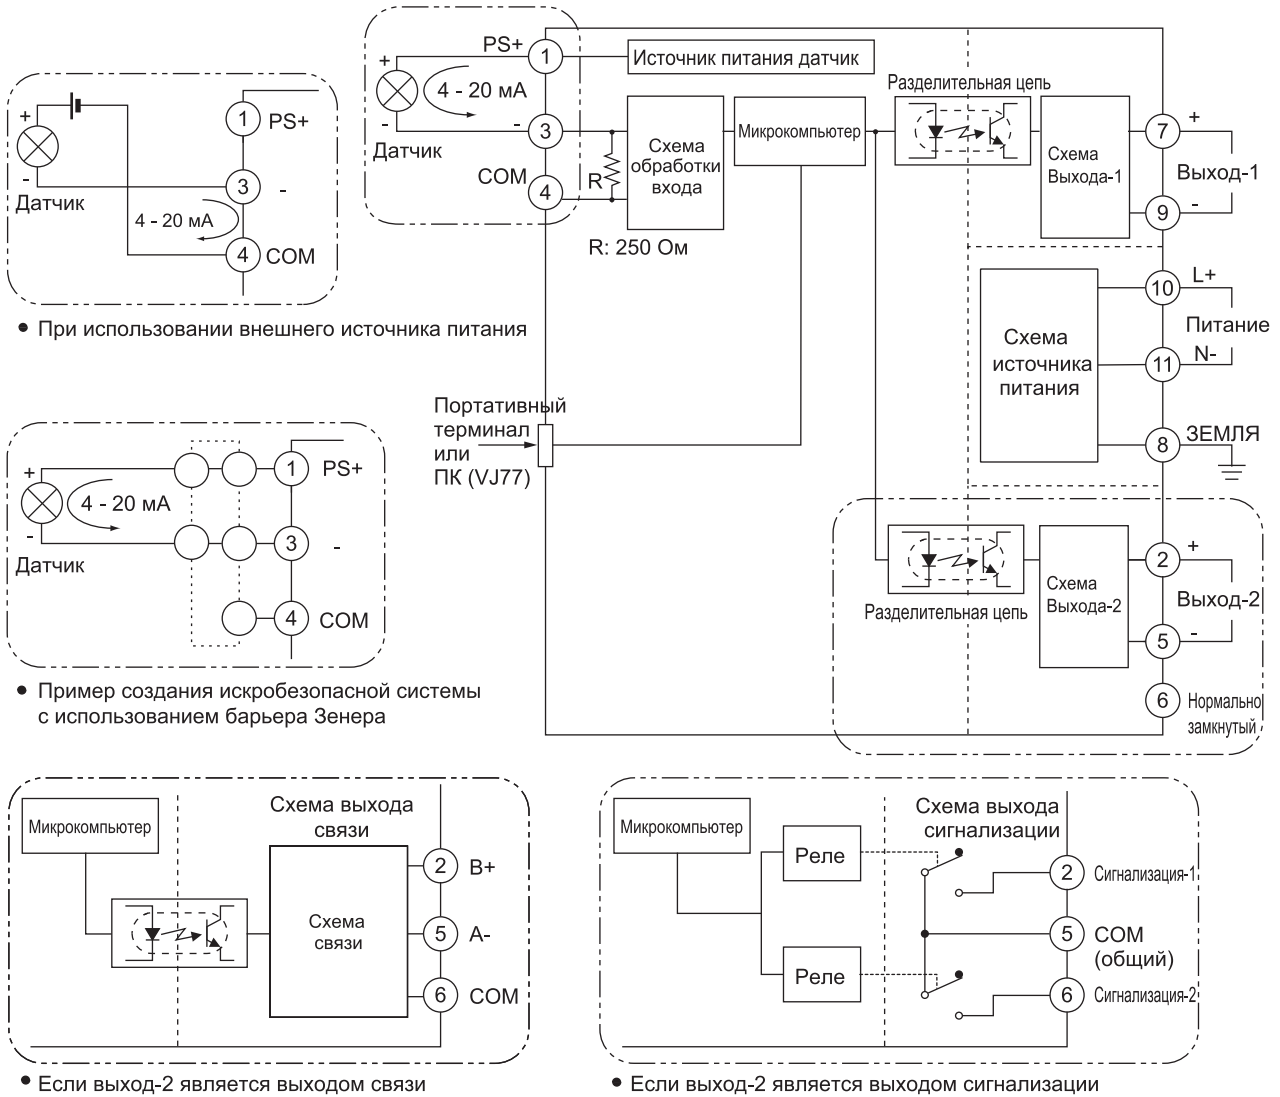 +
-
Датчик
4 - 20 мА
1
PS+
3
-
4
COM
● При использовании внешнего источника питания
PS+
1
Источник питания датчик
+
4 - 20 мА
-
-
3
Датчик
COM
4
R
R: 250 Ом
Схема
обработки
входа
Микрокомпьютер
Разделительная цепь
Схема
Выхода-1
7
+
Выход-1
9
-
Схема
источника
питания
10
L+
Питание
11
N-
8
ЗЕМЛЯ
Портативный
терминал
или
ПК (VJ77)
Разделительная цепь
Схема
Выхода-2
2
+
Выход-2
5
-
6
Нормально
замкнутый
+
4 - 20 мА
-
Датчик
1
PS+
3
-
4
COM
● Пример создания искробезопасной системы
с использованием барьера Зенера
Микрокомпьютер
Схема выхода
связи
Схема
связи
2
B+
5
A-
6
COM
● Если выход-2 является выходом связи
Микрокомпьютер
Реле
Реле
Схема выхода
сигнализации
2
Сигнализация-1
5
COM
(общий)
6
Сигнализация-2
● Если выход-2 является выходом сигнализации